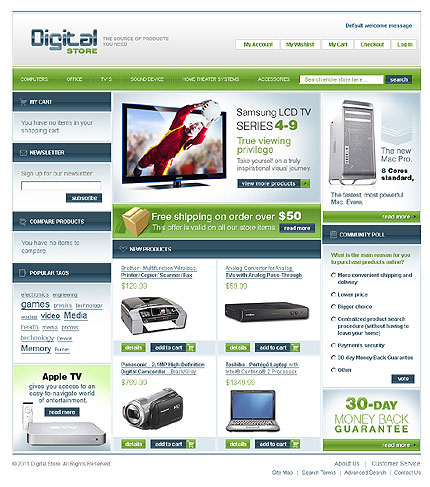 Default welcome message
Digital
STORE
THE SOURCE OF PRODUCTS
YOU NEED
My Account
My Wishlist
My Cart
Checkout
Log In
COMPUTERS
OFFICE
TV'S
SOUND DEVICE
HOME THEATER SYSTEMS
ACCESSORIES
Search entire store here...
search
MY CART
You have no items in your
shopping cart.
NEWSLETTER
Sign up for our newsletter
subscribe
COMPARE PRODUCTS
You have no items to
compare.
POPULAR TAGS
electronics engineering
games physics technology
video Media
health media photos
technology Device
Memory Burner
Apple TV
gives you access to an
easy to navigate world
of entertainment.
read more
Samsung LCD TV
SERIES 4-9
True viewing
privilege
Take yourself on a truly
inspirational visual journey.
view more products
Free shipping on order over $50
This offer is valid on all our store items.
read more
NEW PRODUCTS
Brother - Multifunction Wireless
Printer/ Copier/ Scanner/ Fax
$129.99
details
add to cart
Analog Converter for Analog
TVs with Analog Pass-Through
$59.99
details
add to cart
Panasonic - 2.1MP High Definition
Digital Camcorder - Black/Gray
$799.99
details
add to cart
Toshiba - Portégé Laptop with
Intel® Centrino® 2 Processor
$1349.99
details
add to cart
The new
Mac Pro.
8 Cores
standard,
The fastest, most powerful
Mac. Ever.
read more
COMMUNITY POLL
What is the main reason for you
to purchase products online?
More convenient shipping and
delivery
Lower price
Bigger choice
Centralized product search
procedure (without having to
leave your home)
Payments security
30-day Money Back Guarantee
Other
vote
30-DAY
MONEY BACK
GUARANTEE
read more
© 2011 Digital Store. All Rights Reserved.
About Us | Customer Service
Site Map | Search Terms | Advanced Search | Contact Us